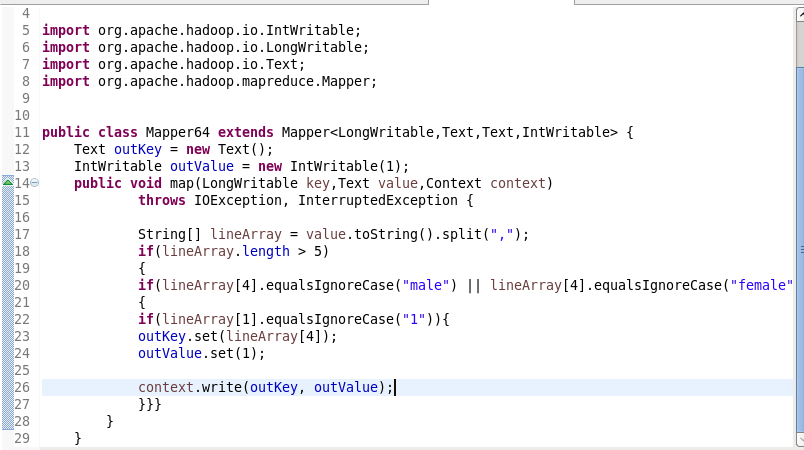 4
5 import org.apache.hadoop.io.IntWritable;
6 import org.apache.hadoop.io.LongWritable;
7 import org.apache.hadoop.io.Text;
8 import org.apache.hadoop.mapreduce.Mapper;
9
10
11 public class Mapper64 extends Mapper<LongWritable,Text,Text,IntWritable> {
12     Text outKey = new Text();
13     IntWritable outValue = new IntWritable(1);
14     public void map(LongWritable key,Text value,Context context)
15             throws IOException, InterruptedException {
16
17             String[] lineArray = value.toString().split(",");
18             if(lineArray.length > 5)
19             {
20             if(lineArray[4].equalsIgnoreCase("male") || lineArray[4].equalsIgnoreCase("female"
21             {
22             if(lineArray[1].equalsIgnoreCase("1")){
23             outKey.set(lineArray[4]);
24             outValue.set(1);
25
26             context.write(outKey, outValue);
27             }}}
28         }
29     }